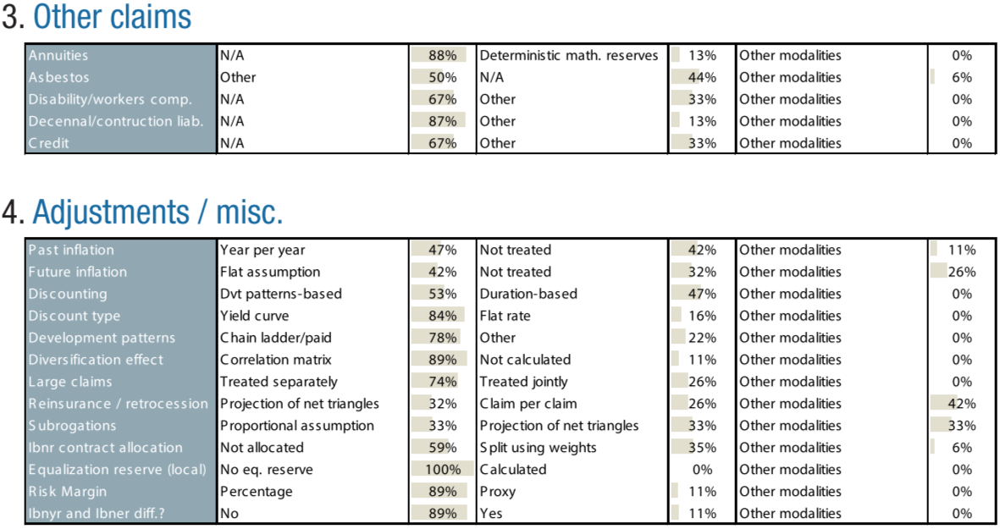 3. Other claims
Annuities N/A 88% Deterministic math. reserves 13% Other modalities 0%
Asbestos Other 50% N/A 44% Other modalities 6%
Disability/workers comp. N/A 67% Other 33% Other modalities 0%
Decennal/contruction liab. N/A 87% Other 13% Other modalities 0%
Credit N/A 67% Other 33% Other modalities 0%
4. Adjustments / misc.
Past inflation Year per year 47% Not treated 42% Other modalities 11%
Future inflation Flat assumption 42% Not treated 32% Other modalities 26%
Discounting Dvt patterns-based 53% Duration-based 47% Other modalities 0%
Discount type Yield curve 84% Flat rate 16% Other modalities 0%
Development patterns Chain ladder/paid 78% Other 22% Other modalities 0%
Diversification effect Correlation matrix 89% Not calculated 11% Other modalities 0%
Large claims Treated separately 74% Treated jointly 26% Other modalities 0%
Reinsurance / retrocession Projection of net triangles 32% Claim per claim 26% Other modalities 42%
Subrogations Proportional assumption 33% Projection of net triangles 33% Other modalities 33%
Ibnr contract allocation Not allocated 59% Split using weights 35% Other modalities 6%
Equalization reserve (local) No eq. reserve 100% Calculated 0% Other modalities 0%
Risk Margin Percentage 89% Proxy 11% Other modalities 0%
Ibnyr and Ibner diff.? No 89% Yes 11% Other modalities 0%